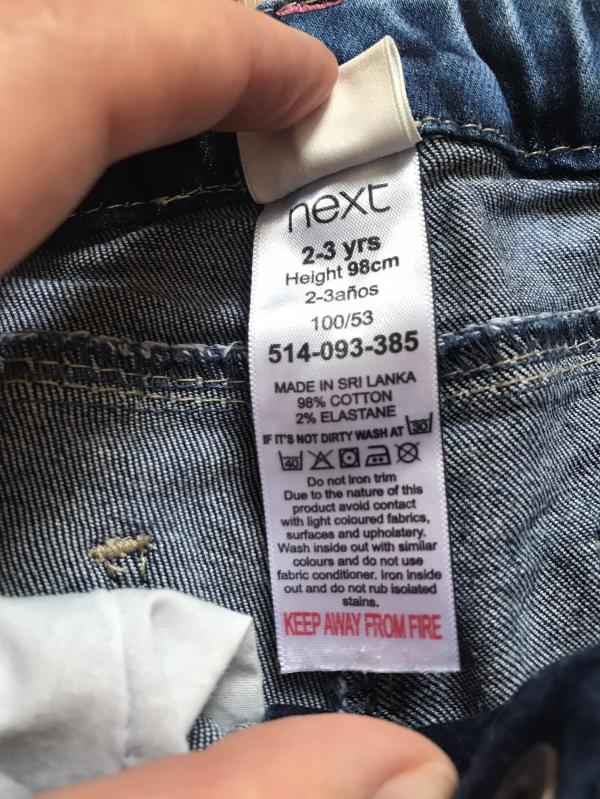 next
2-3 yrs
Height 98cm
2-3años
100/53
514-093-385
MADE IN SRI LANKA
98% COTTON
2% ELASTANE
IF IT'S NOT DIRTY WASH AT 30
40
Do not Iron trim
Due to the nature of this
product avoid contact
with light coloured fabrics,
surfaces and upholstery.
Wash inside out with similar
colours and do not use
fabric conditioner. Iron inside
out and do not rub isolated
stains.
KEEP AWAY FROM FIRE